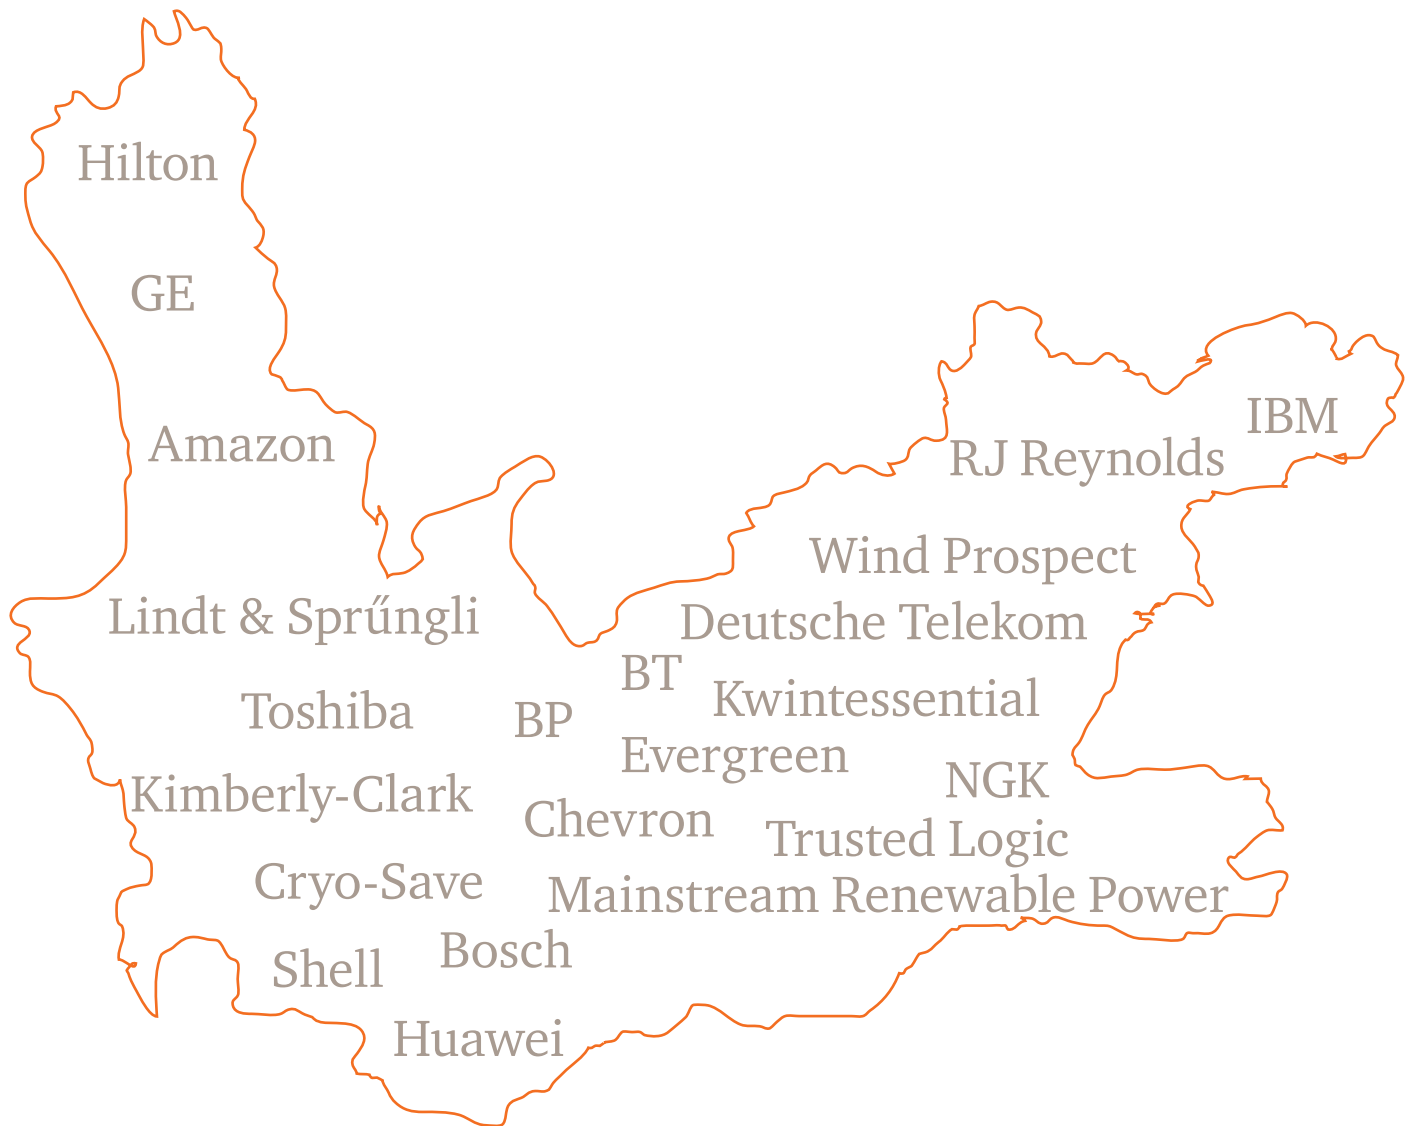 Hilton
GE
Amazon
IBM
RJ Reynolds
Wind Prospect
Lindt & Sprűngli
Deutsche Telekom
BT
Kwintessential
Toshiba
BP
Evergreen
NGK
Kimberly-Clark
Chevron
Trusted Logic
Cryo-Save
Mainstream Renewable Power
Bosch
Shell
Huawei